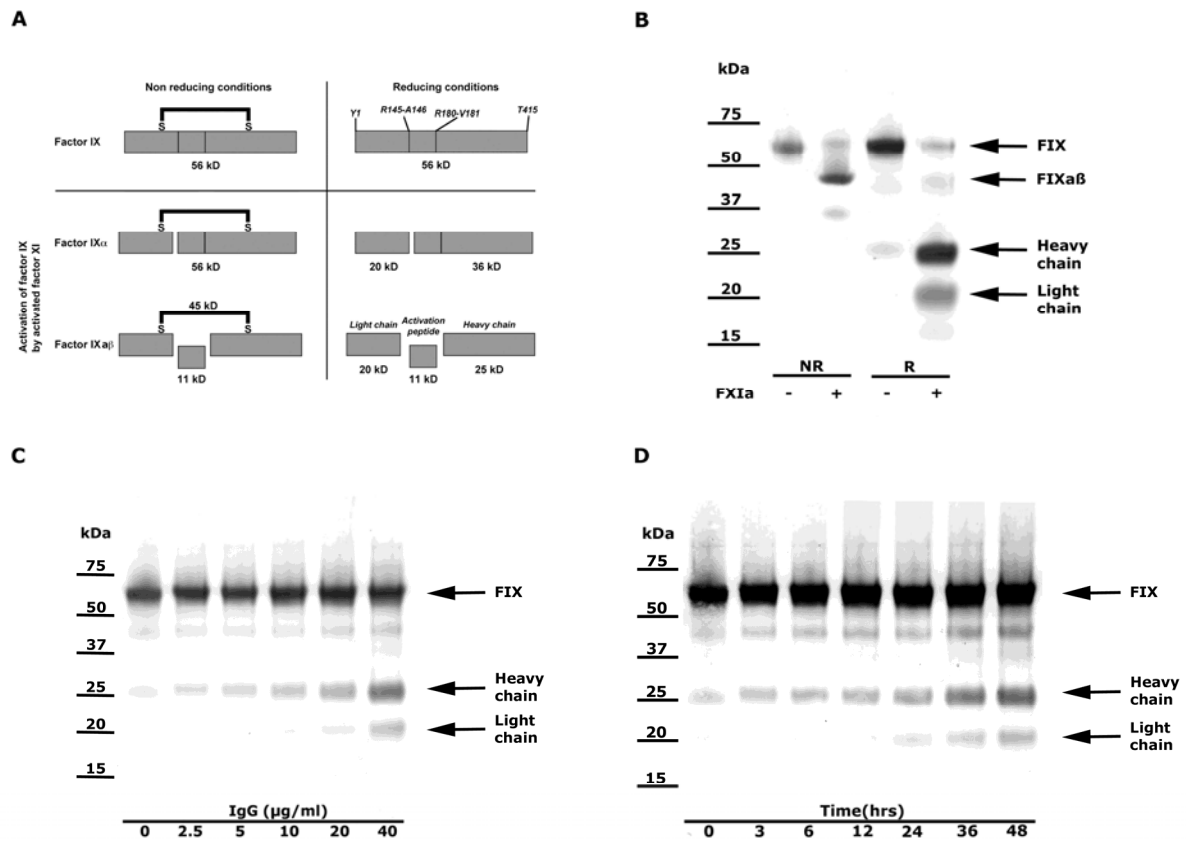 A
Non reducing conditions
Reducing conditions
S S
Y1 R145-A146 R180-V181 T415
Factor IX
56 kD
56 kD
Activation of factor IX
by activated factor XI
S S
Factor IXα
56 kD
20 kD 36 kD
45 kD
S S
Light chain Activation peptide Heavy chain
Factor IXaβ
11 kD
20 kD 11 kD 25 kD
B
kDa
75
50
37
25
20
15
FIX
FIXaß
Heavy
chain
Light
chain
NR R
FXIa - + - +
C
kDa
75
50
37
25
20
15
FIX
Heavy
chain
Light
chain
IgG (µg/ml)
0 2.5 5 10 20 40
D
kDa
75
50
37
25
20
15
FIX
Heavy
chain
Light
chain
Time(hrs)
0 3 6 12 24 36 48